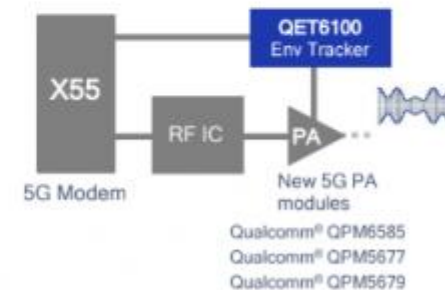 QET6100
Env Tracker
X55
RF IC
PA
5G Modem
New 5G PA
modules
Qualcomm® QPM6585
Qualcomm® QPM5677
Qualcomm® QPM5679